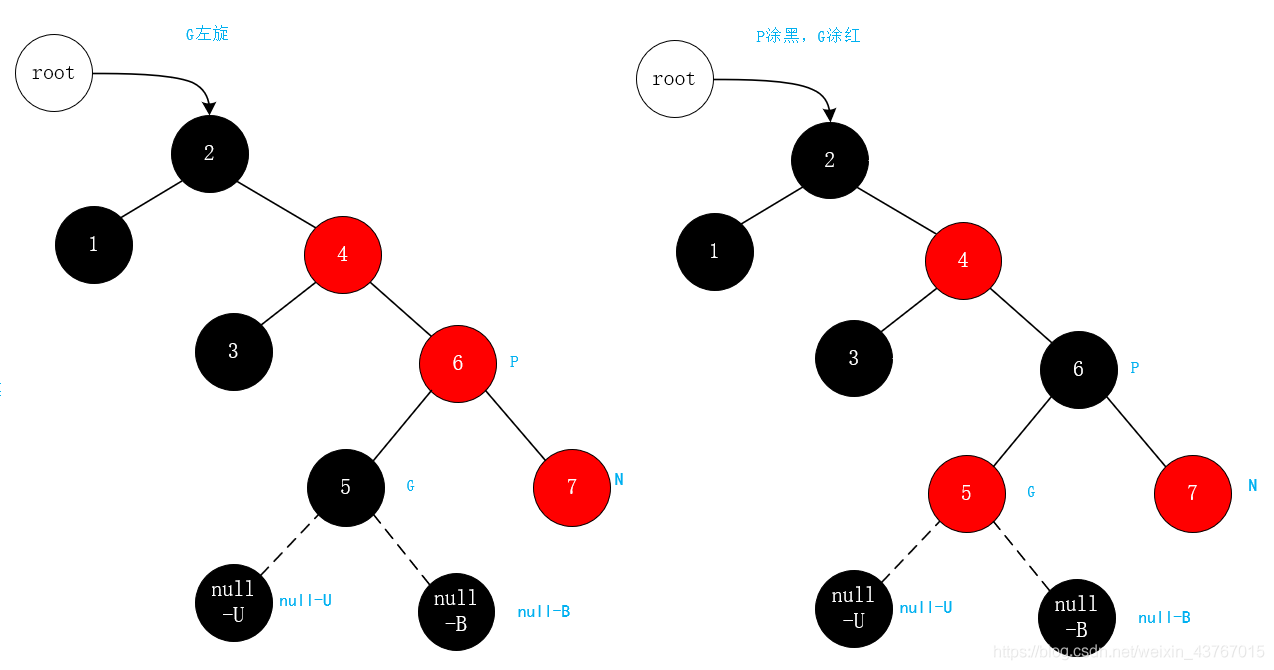 G左旋
root
2
1
4
3
6
P
5
G
7
N
null
-U
null-U
null
-B
null-B
P涂黑，G涂红
root
2
1
4
3
6
P
5
G
7
N
null
-U
null-U
null
-B
null-B
https://blog.csdn.net/weixin_43767015